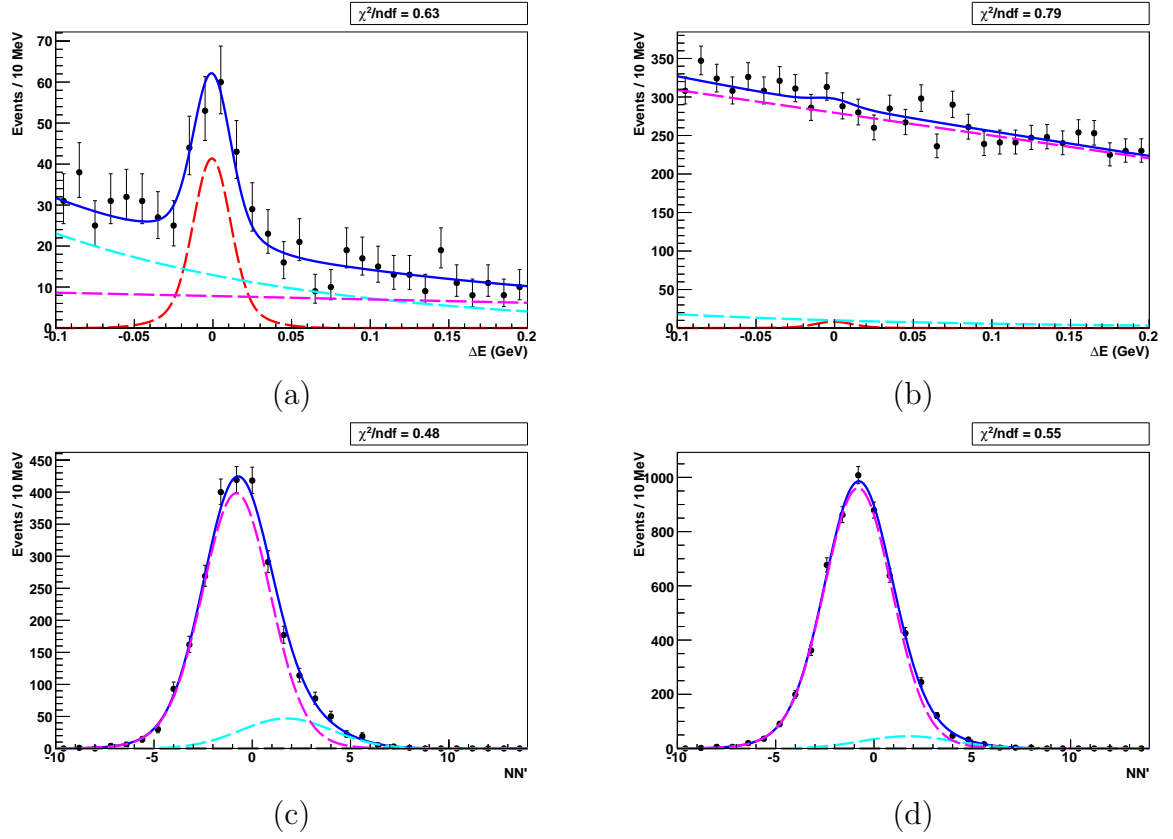 χ²/ndf = 0.63
Events / 10 MeV
70
60
50
40
30
20
10
0
-0.1 -0.05 0 0.05 0.1 0.15 0.2
ΔE (GeV)
(a)
χ²/ndf = 0.79
Events / 10 MeV
350
300
250
200
150
100
50
0
-0.1 -0.05 0 0.05 0.1 0.15 0.2
ΔE (GeV)
(b)
χ²/ndf = 0.48
Events / 10 MeV
450
400
350
300
250
200
150
100
50
0
-10 -5 0 5 10
NN'
(c)
χ²/ndf = 0.55
Events / 10 MeV
1000
800
600
400
200
0
-10 -5 0 5 10
NN'
(d)